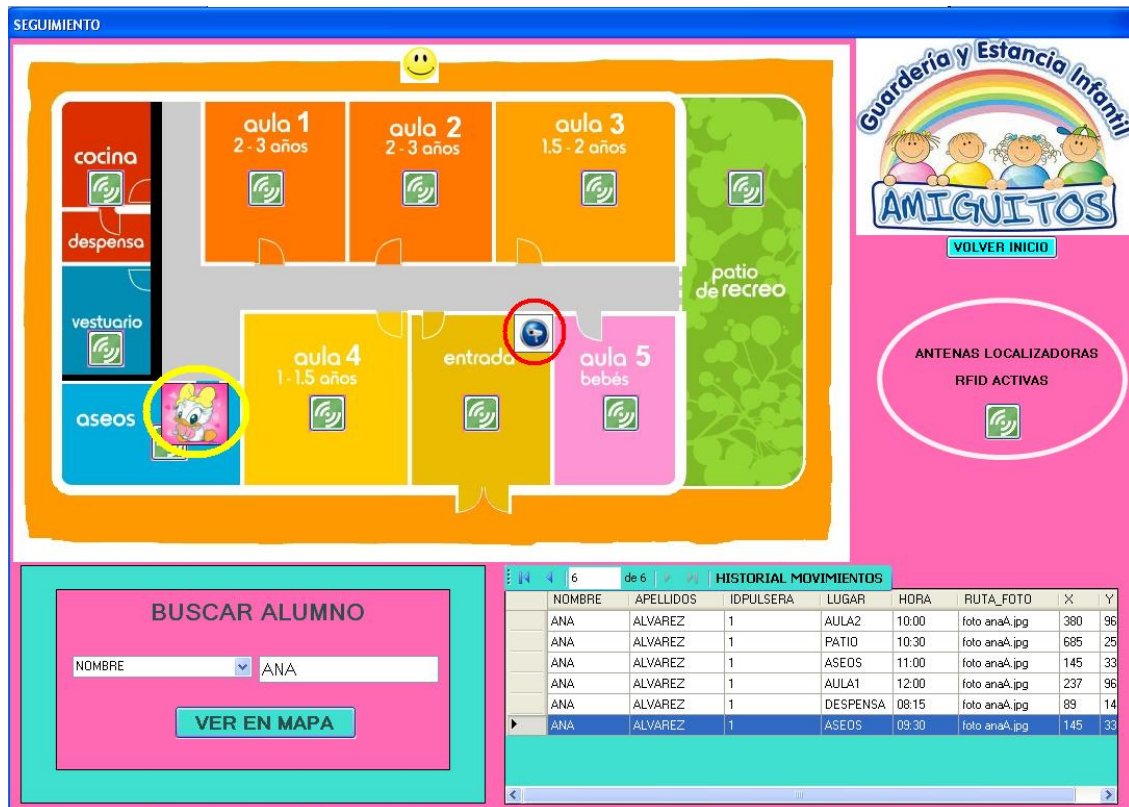 SEGUIMIENTO
cocina
aula 1
2 - 3 años
aula 2
2 - 3 años
aula 3
1.5 - 2 años
despensa
patio
de recreo
vestuario
aula 4
1 - 1.5 años
entrada
aula 5
bebés
aseos
Guardería y Estancia Infantil
AMIGUITOS
VOLVER INICIO
ANTENAS LOCALIZADORAS
RFID ACTIVAS
BUSCAR ALUMNO
NOMBRE ANA
VER EN MAPA
6 de 6 HISTORIAL MOVIMIENTOS
NOMBRE APELLIDOS IDPULSERA LUGAR HORA RUTA_FOTO X Y
ANA ALVAREZ 1 AULA2 10:00 foto anaA.jpg 380 96
ANA ALVAREZ 1 PATIO 10:30 foto anaA.jpg 685 25
ANA ALVAREZ 1 ASEOS 11:00 foto anaA.jpg 145 33
ANA ALVAREZ 1 AULA1 12:00 foto anaA.jpg 237 96
ANA ALVAREZ 1 DESPENSA 08:15 foto anaA.jpg 89 14
ANA ALVAREZ 1 ASEOS 09:30 foto anaA.jpg 145 33